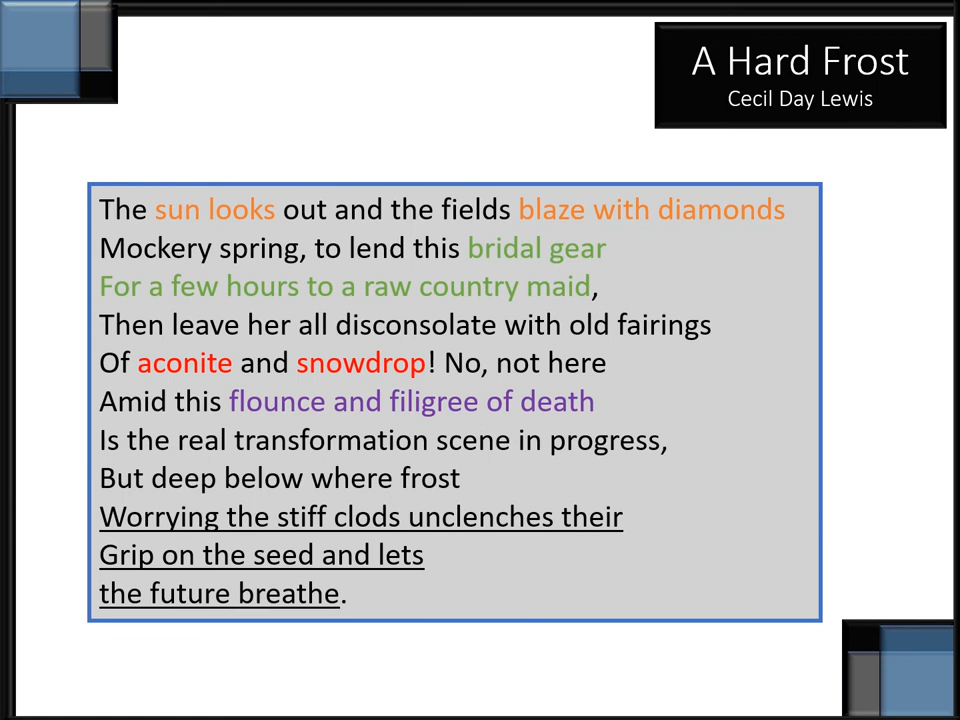 A Hard Frost
Cecil Day Lewis
The sun looks out and the fields blaze with diamonds
Mockery spring, to lend this bridal gear
For a few hours to a raw country maid,
Then leave her all disconsolate with old fairings
Of aconite and snowdrop! No, not here
Amid this flounce and filigree of death
Is the real transformation scene in progress,
But deep below where frost
Worrying the stiff clods unclenches their
Grip on the seed and lets
the future breathe.